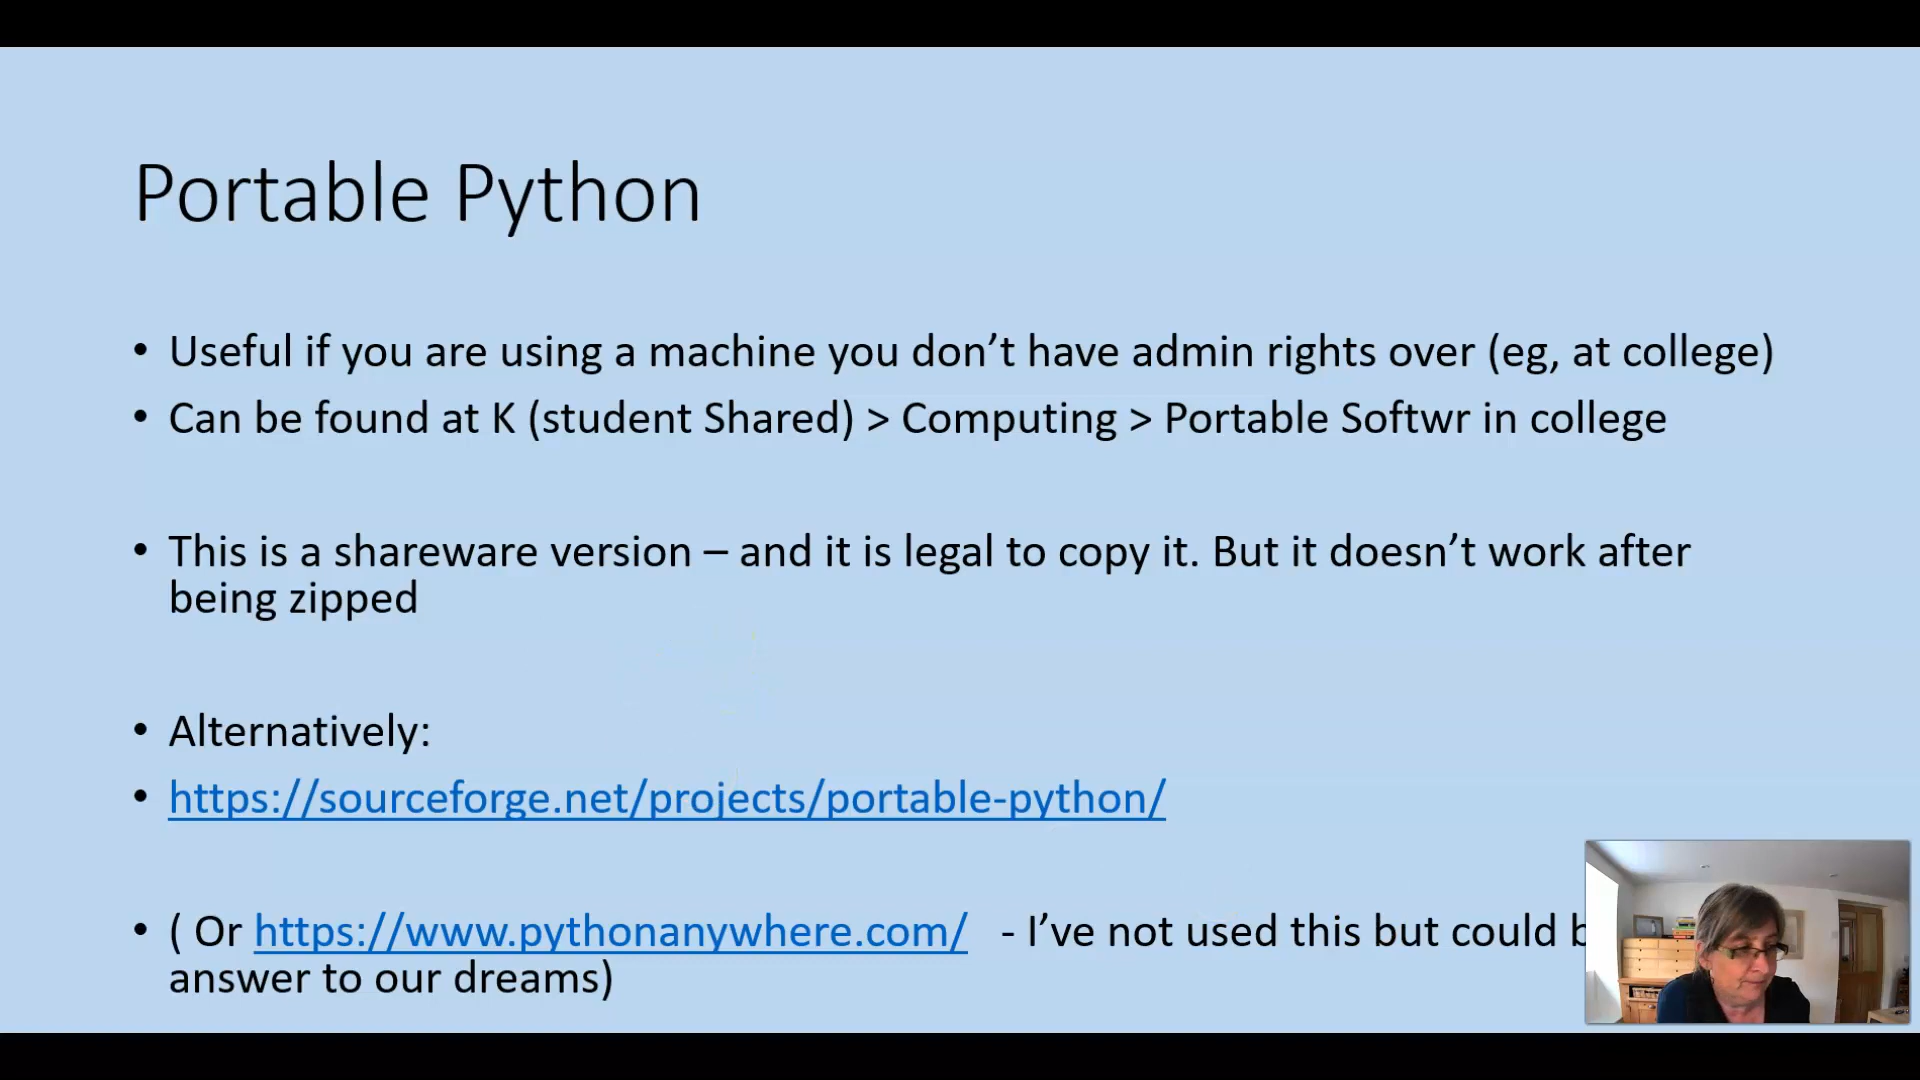 Portable Python
• Useful if you are using a machine you don’t have admin rights over (eg, at college)
• Can be found at K (student Shared) > Computing > Portable Softwr in college
• This is a shareware version – and it is legal to copy it. But it doesn’t work after
being zipped
• Alternatively:
• https://sourceforge.net/projects/portable-python/
• ( Or https://www.pythonanywhere.com/ - I’ve not used this but could
answer to our dreams)